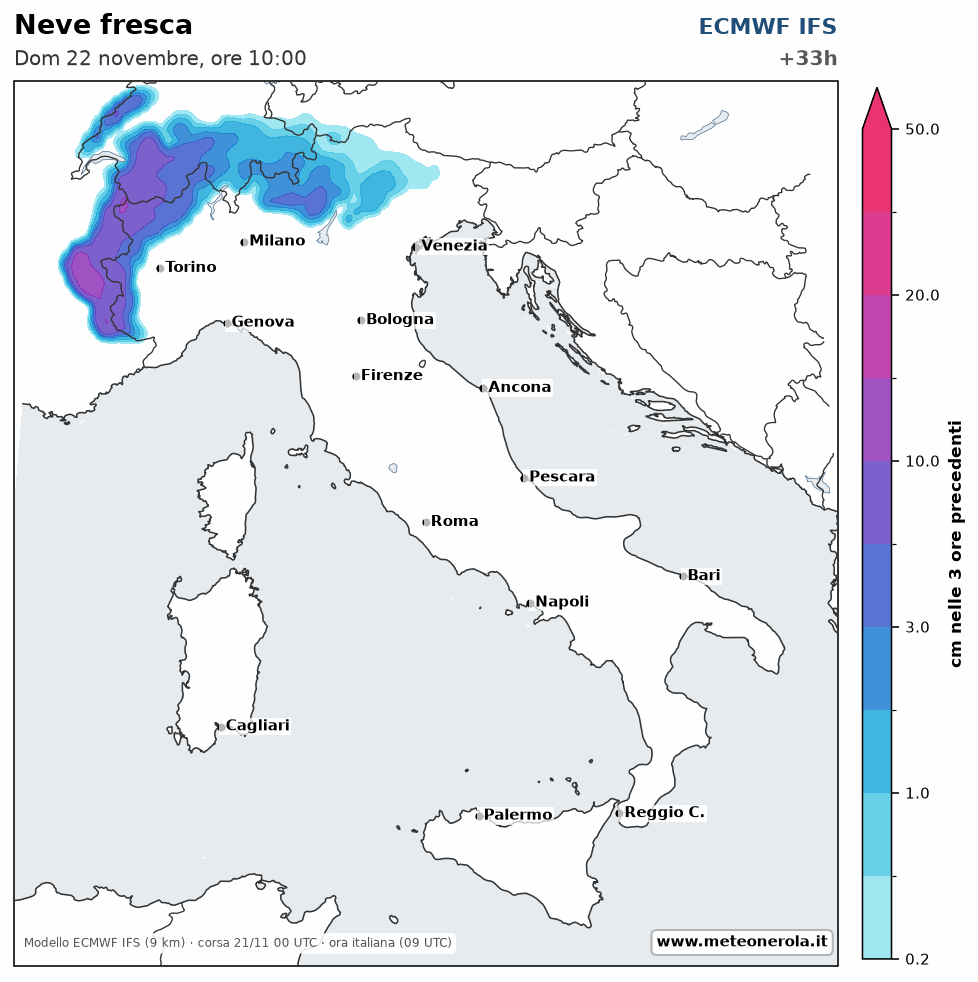 Neve fresca
ECMWF IFS
Dom 22 novembre, ore 10:00
+33h
50.0
20.0
10.0
3.0
1.0
0.2
cm nelle 3 ore precedenti
Milano
Venezia
Torino
Genova
Bologna
Firenze
Ancona
Pescara
Roma
Bari
Napoli
Cagliari
Palermo
Reggio C.
Modello ECMWF IFS (9 km) · corsa 21/11 00 UTC · ora italiana (09 UTC)
www.meteonerola.it